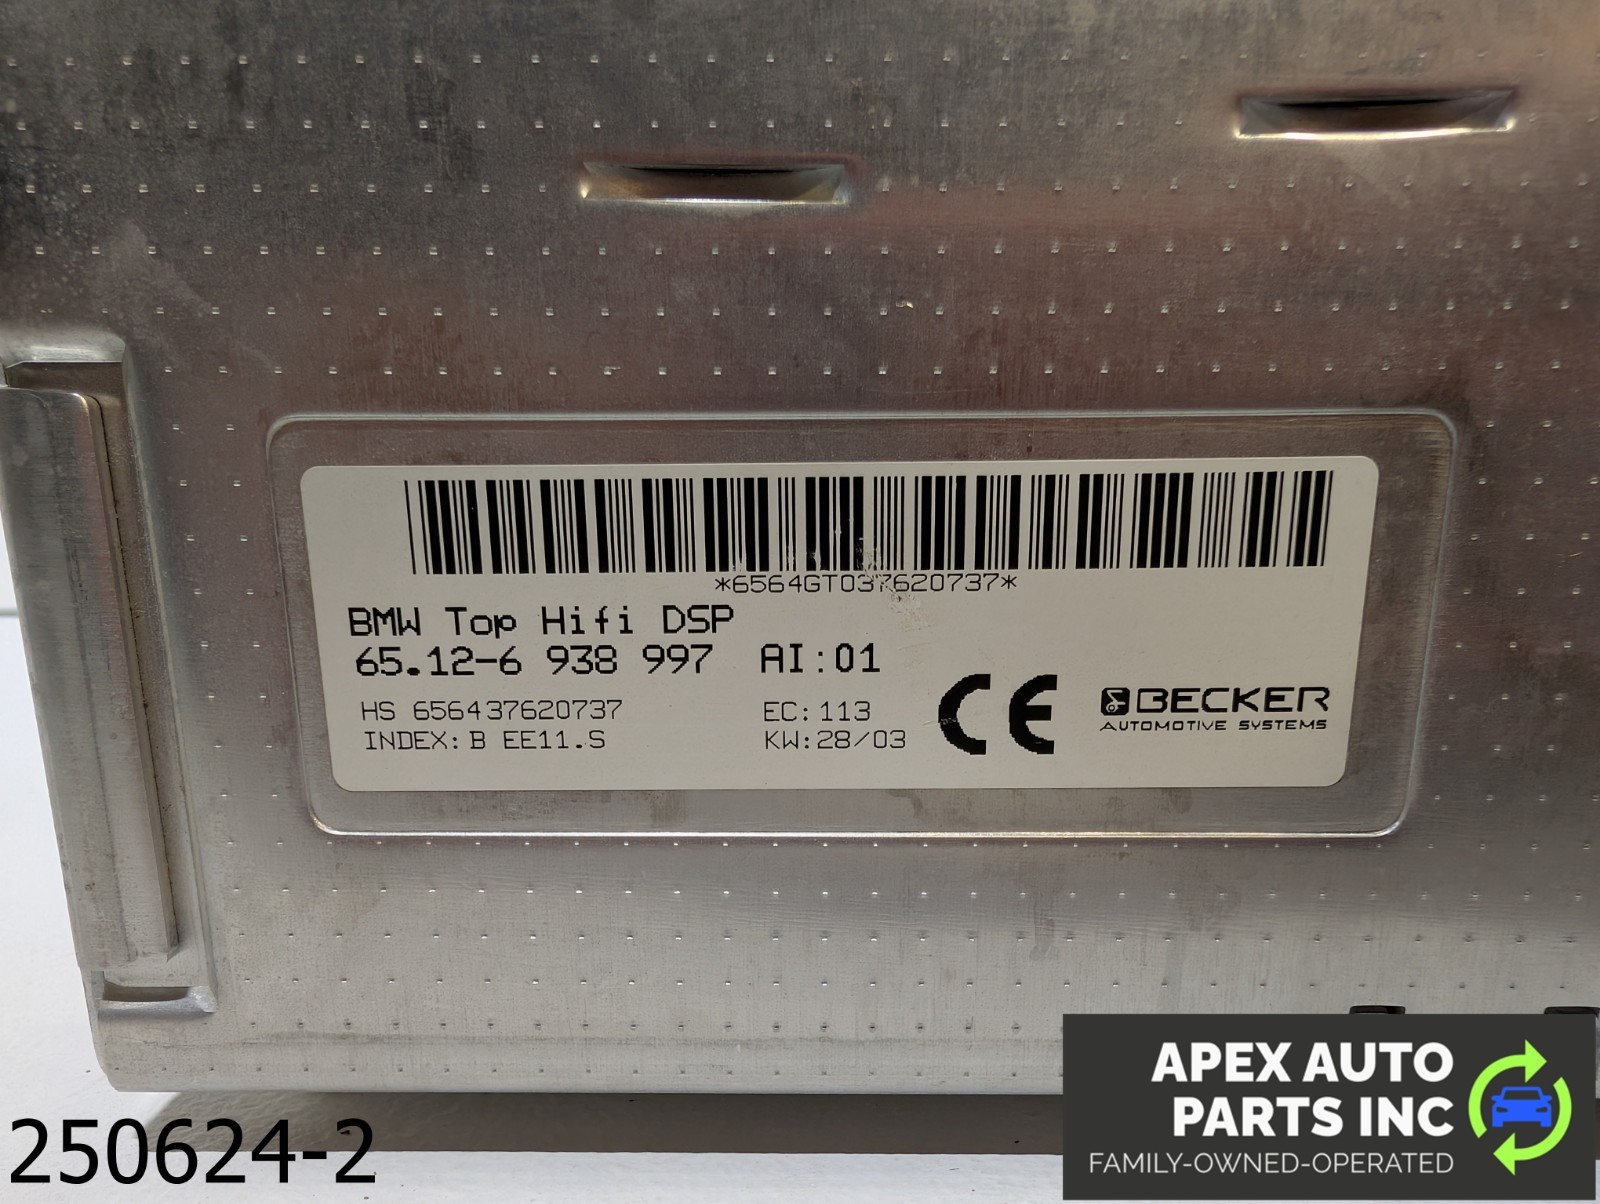 *6564GT037620737*
BMW Top Hifi DSP
65.12-6 938 997 AI:01
HS 656437620737 EC:113
INDEX:B EE11.S KW:28/03
CE
BECKER
AUTOMOTIVE SYSTEMS
250624-2
APEX AUTO
PARTS INC
FAMILY-OWNED-OPERATED